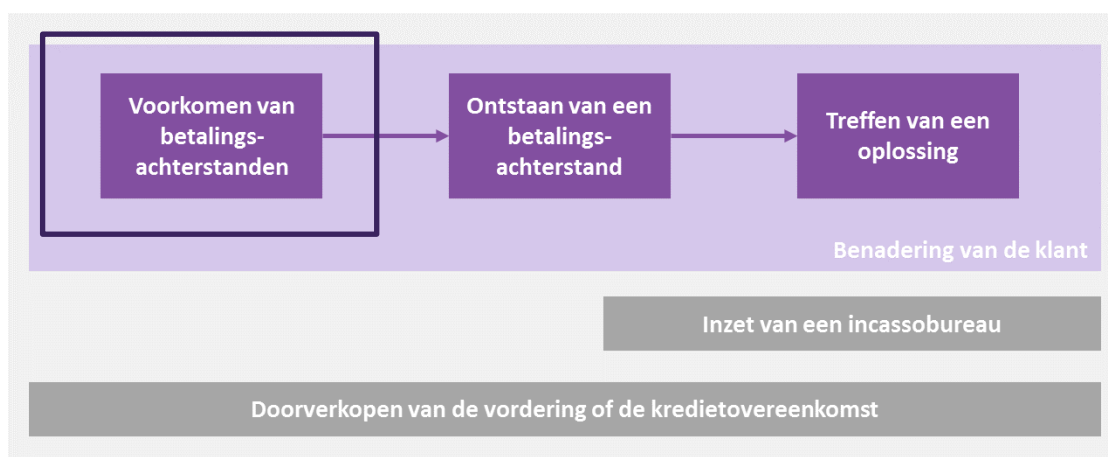 Voorkomen van
betalings-
achterstanden
Ontstaan van een
betalings-
achterstand
Treffen van een
oplossing
Benadering van de klant
Inzet van een incassobureau
Doorverkopen van de vordering of de kredietovereenkomst